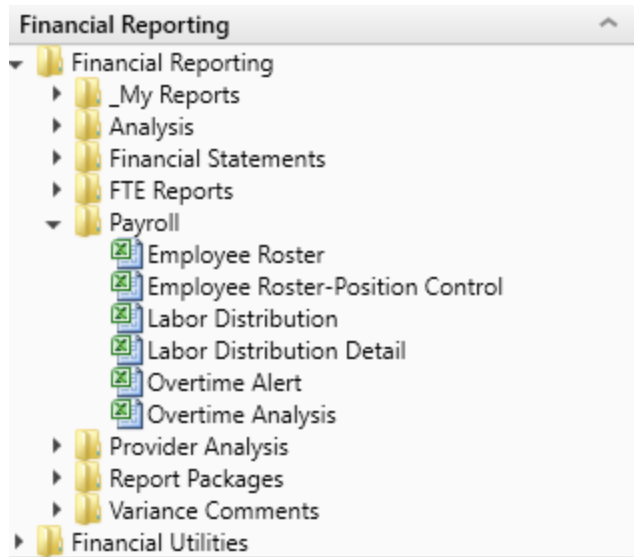 Financial Reporting
Financial Reporting
_My Reports
Analysis
Financial Statements
FTE Reports
Payroll
Employee Roster
Employee Roster-Position Control
Labor Distribution
Labor Distribution Detail
Overtime Alert
Overtime Analysis
Provider Analysis
Report Packages
Variance Comments
Financial Utilities